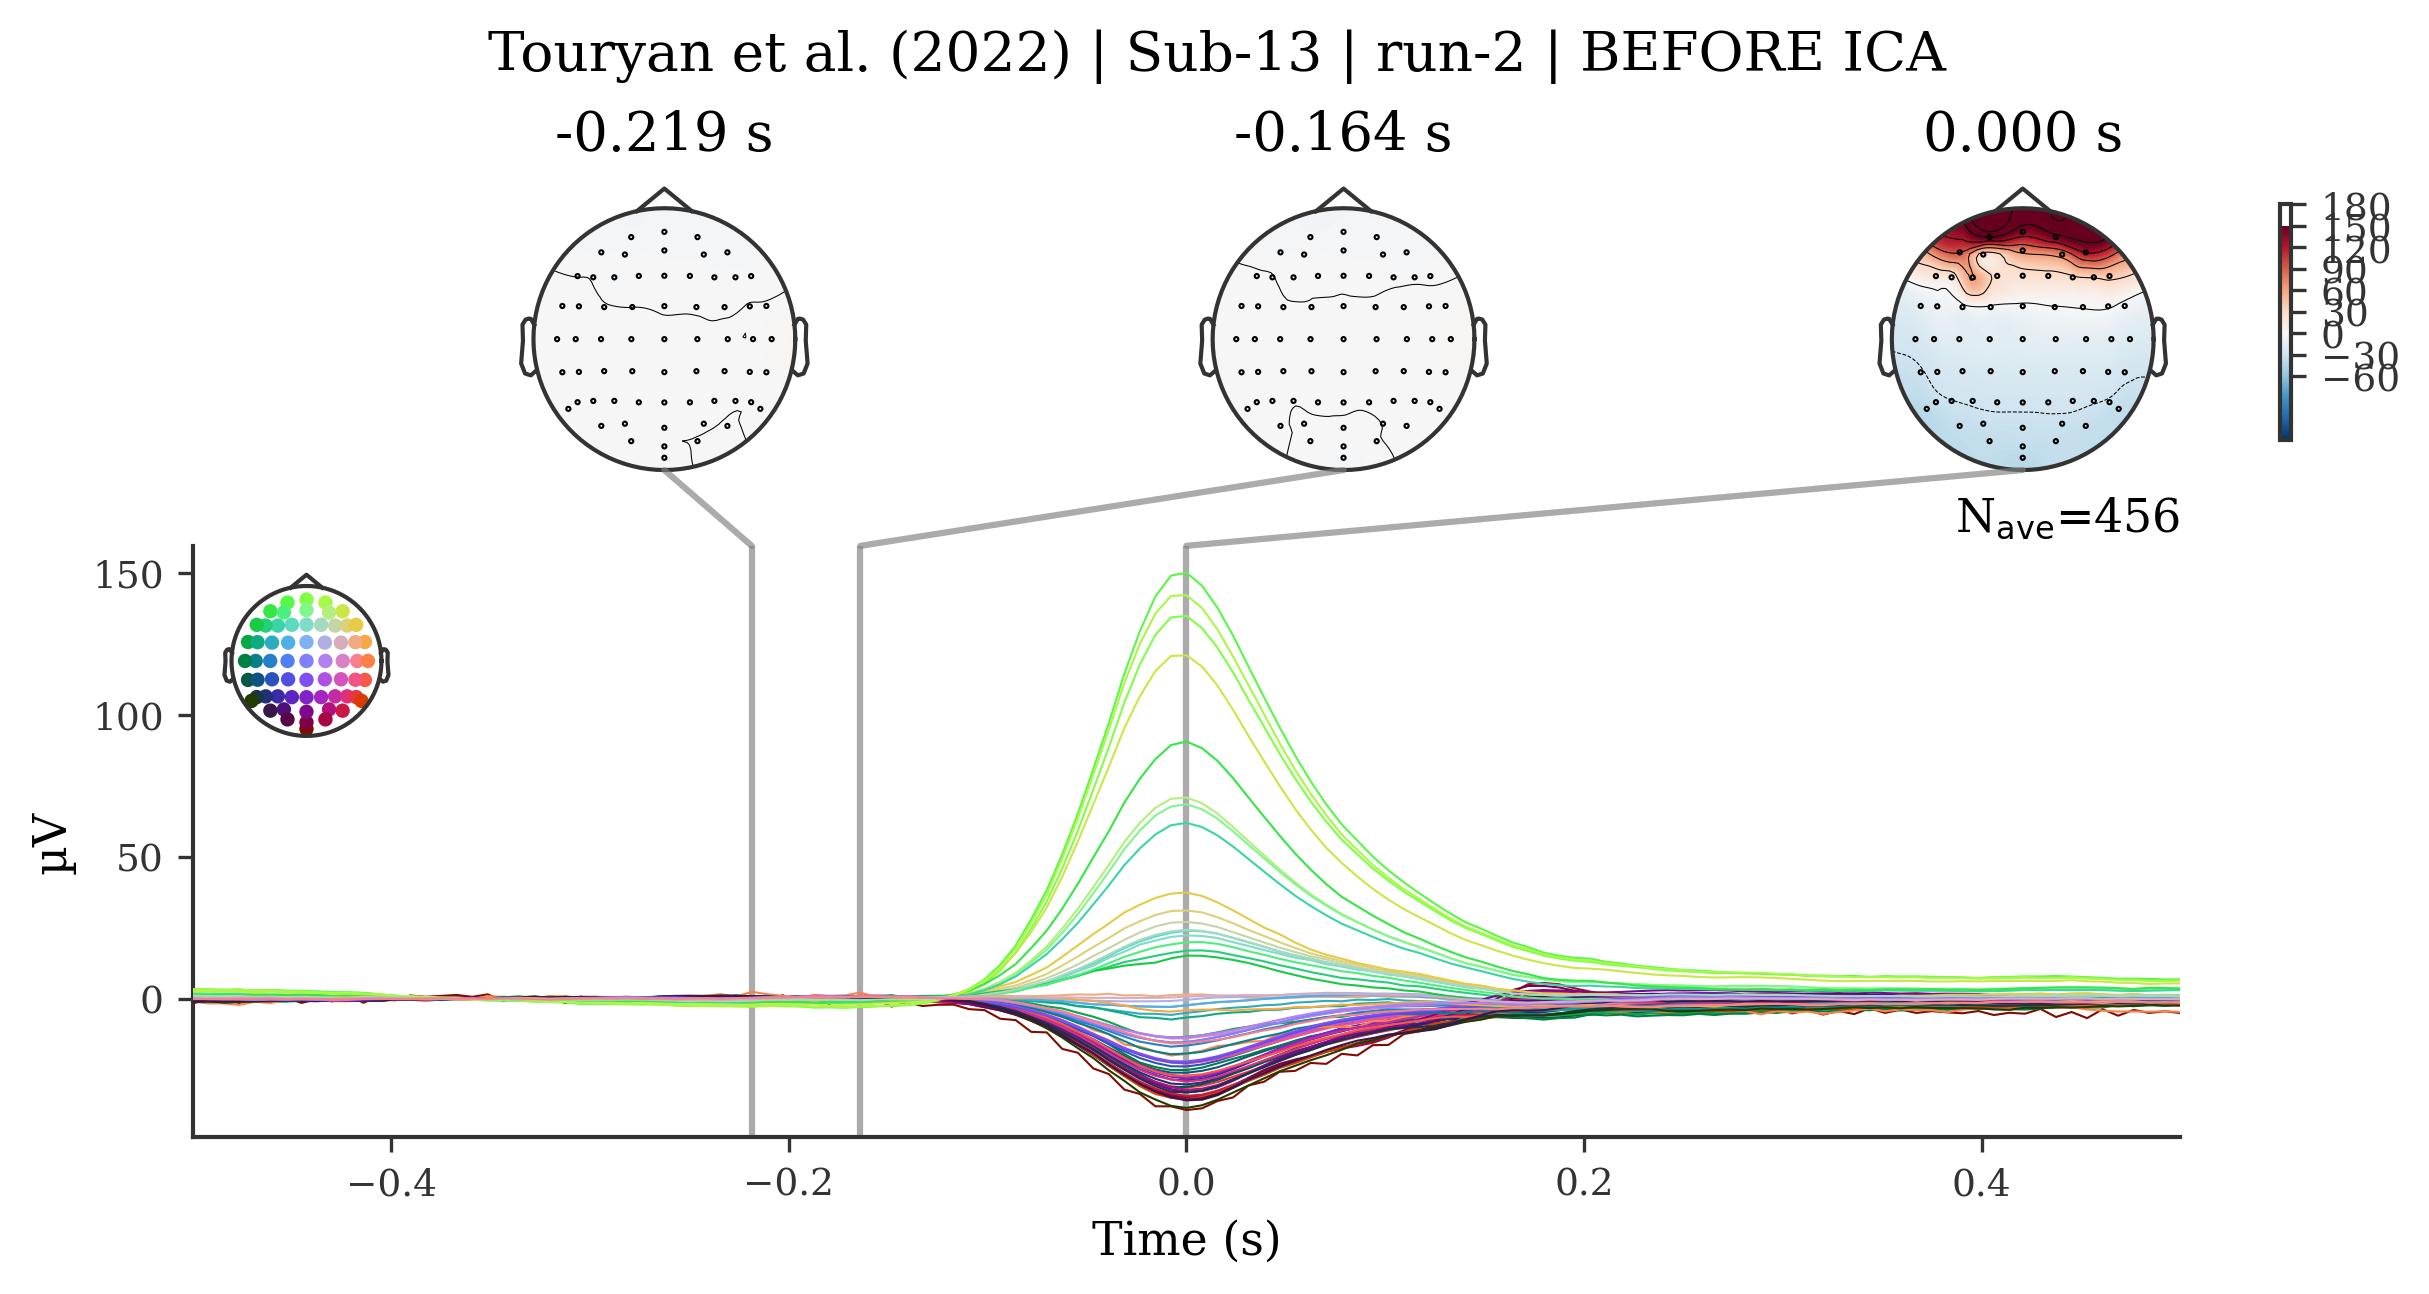 Touryan et al. (2022) | Sub-13 | run-2 | BEFORE ICA
-0.219 s
-0.164 s
0.000 s
180
150
120
90
60
30
0
−30
−60
Nave=456
150
100
50
0
µV
−0.4
−0.2
0.0
0.2
0.4
Time (s)